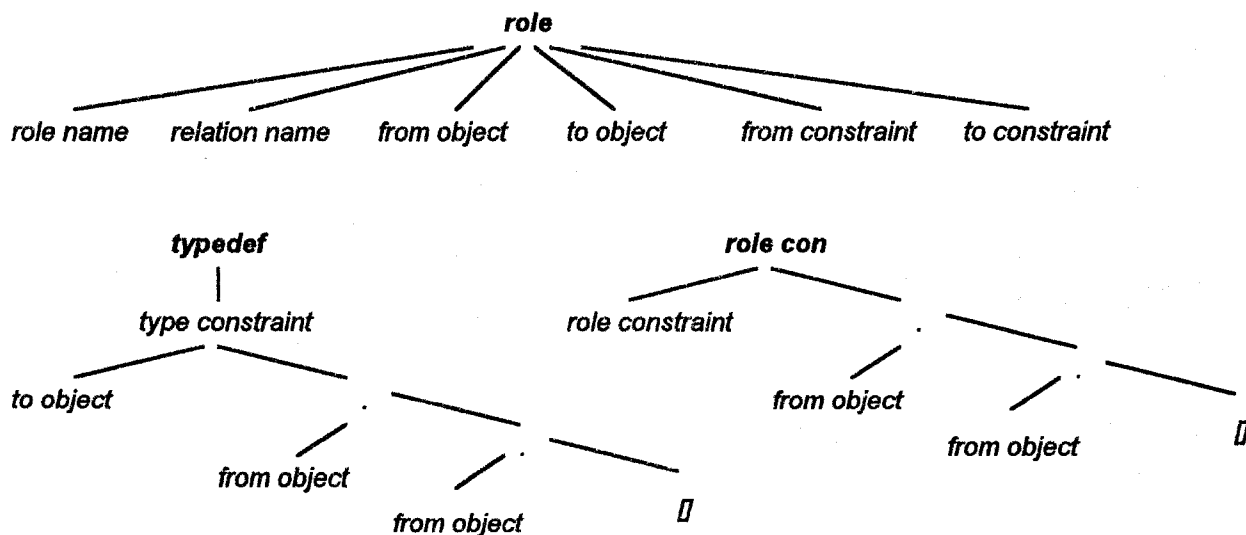 role
role name relation name from object to object from constraint to constraint
typedef role con
type constraint role constraint .
to object . from object .
from object . from object []
from object []